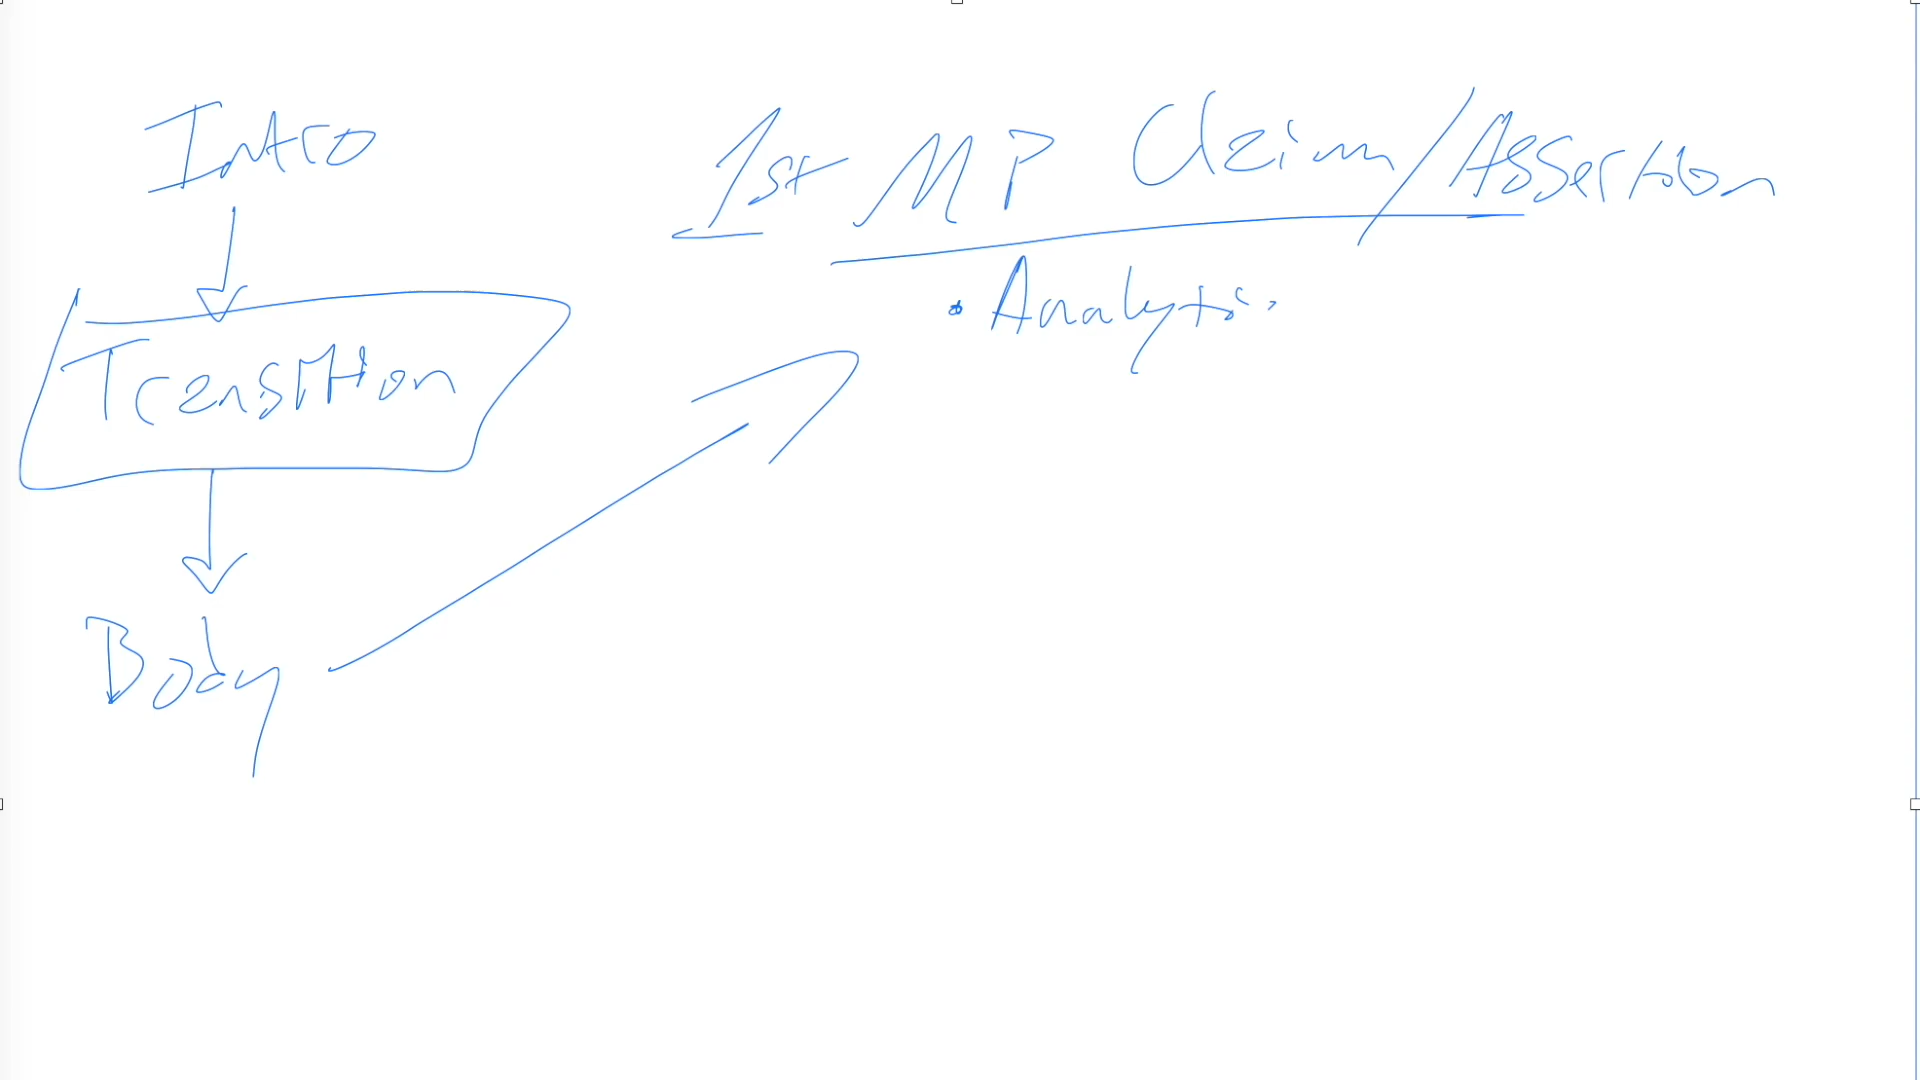 Intro
Transition
Body
1st MP Claim/Assertion
• Analysis